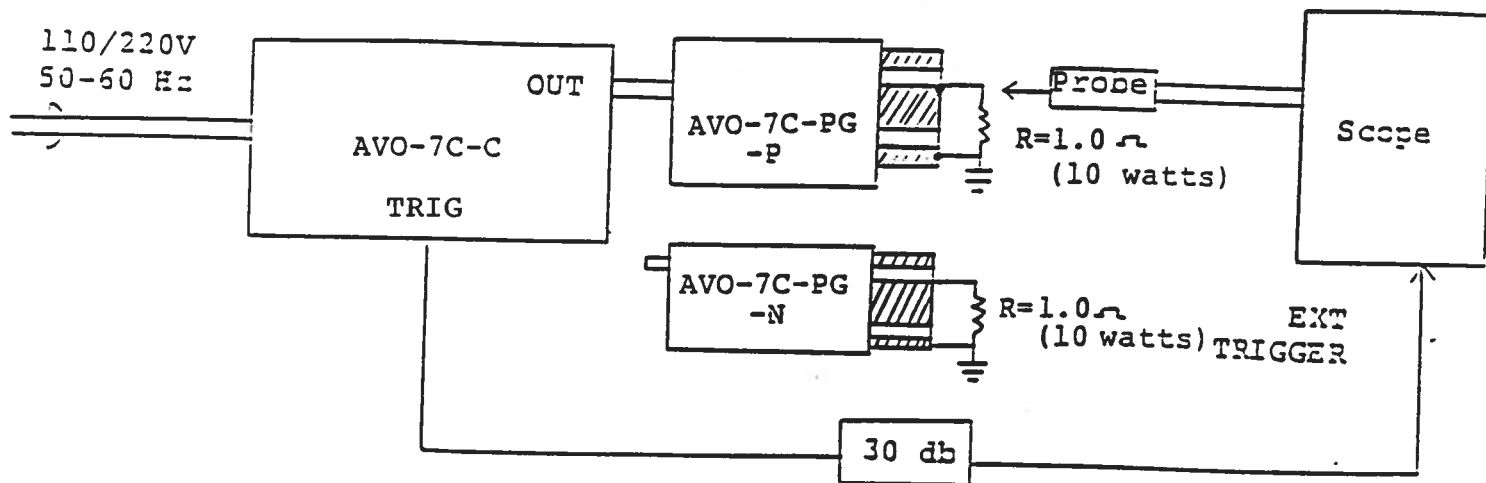 110/220V
50-60 Hz
OUT
AVO-7C-C
TRIG
AVO-7C-PG
-P
R=1.0 Ω
(10 watts)
Probe
Scope
AVO-7C-PG
-N
R=1.0 Ω
(10 watts)
EXT
TRIGGER
30 db